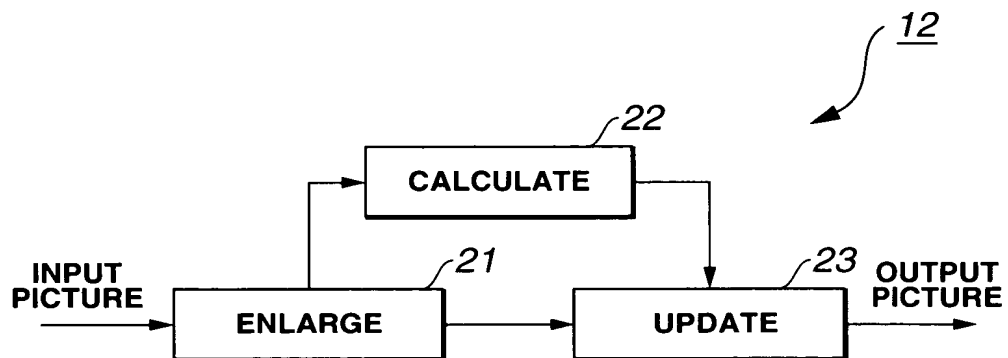 12
22
CALCULATE
INPUT
PICTURE
21
ENLARGE
23
UPDATE
OUTPUT
PICTURE